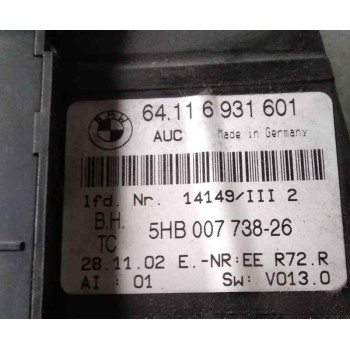 BMW
64.11 6 931 601
AUC Made in Germany
lfd. Nr. 14149/III 2
B.H. 5HB 007 738-26
TC
28.11.02 E.-NR:EE R72.R
AI : 01 SW: V013.0